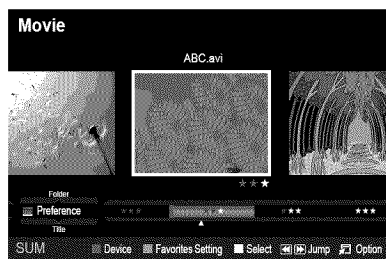 Movie
ABC.avi
Folder
Preference
Title
SUM Device Favorites Setting Select Jump Option